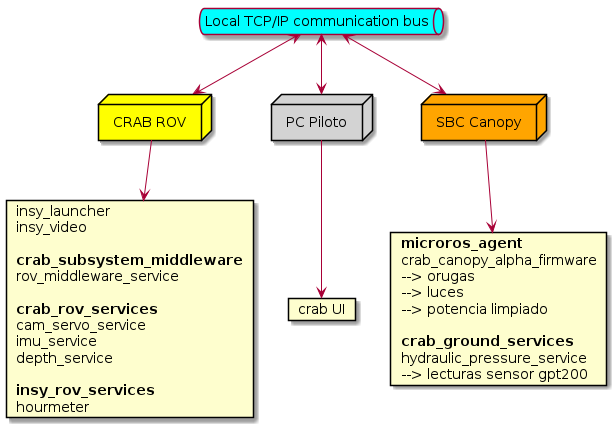 Local TCP/IP communication bus
CRAB ROV
PC Piloto
SBC Canopy
insy_launcher
insy_video
crab_subsystem_middleware
rov_middleware_service
crab_rov_services
cam_servo_service
imu_service
depth_service
insy_rov_services
hourmeter
crab UI
microros_agent
crab_canopy_alpha_firmware
--> orugas
--> luces
--> potencia limpiado
crab_ground_services
hydraulic_pressure_service
--> lecturas sensor gpt200